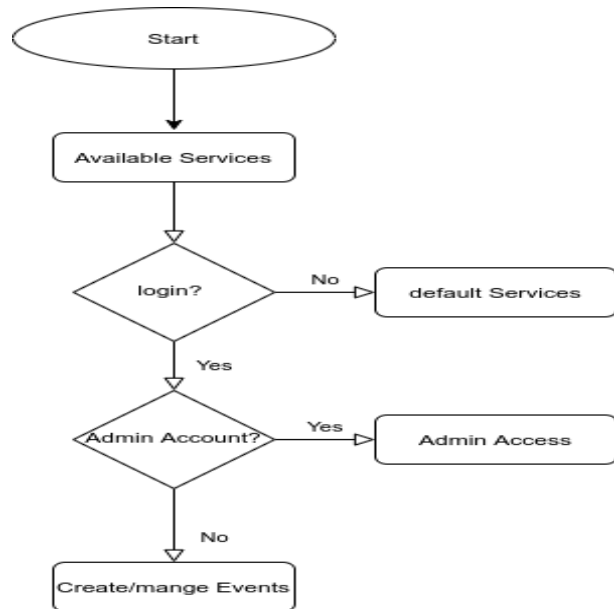 Start
Available Services
login?
No
default Services
Yes
Admin Account?
Yes
Admin Access
No
Create/mange Events